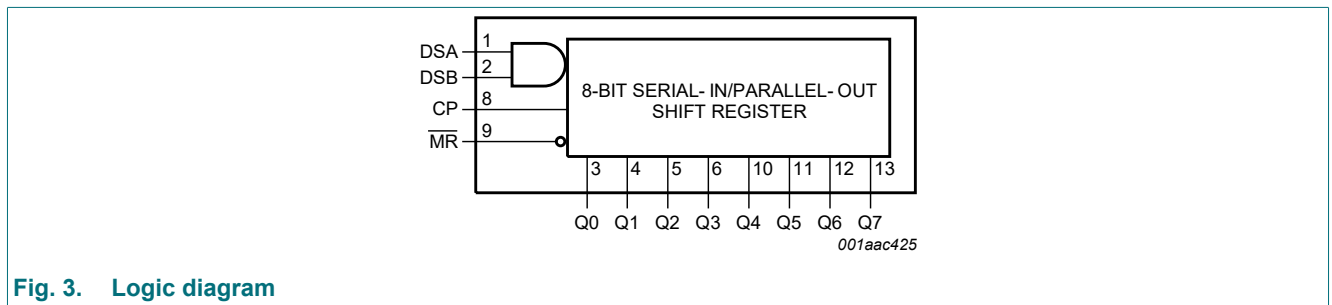 DSA 1
DSB 2
CP 8
MR 9
8-BIT SERIAL- IN/PARALLEL- OUT
SHIFT REGISTER
3 4 5 6 10 11 12 13
Q0 Q1 Q2 Q3 Q4 Q5 Q6 Q7
001aac425
Fig. 3. Logic diagram